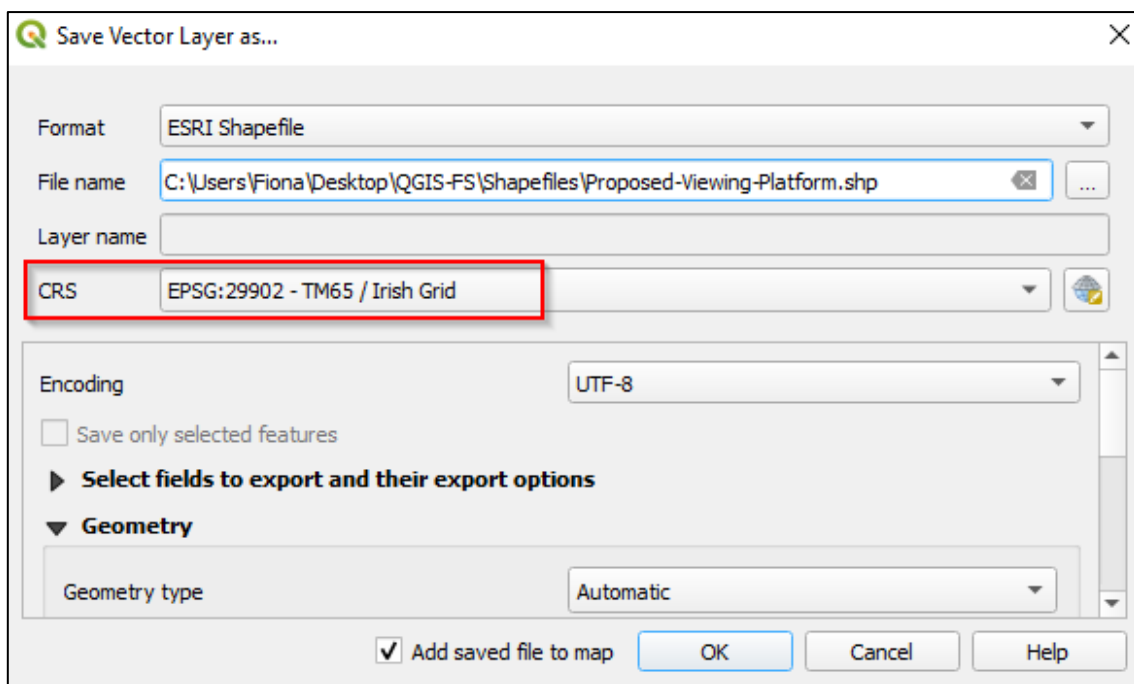 Save Vector Layer as...
Format ESRI Shapefile
File name C:\Users\Fiona\Desktop\QGIS-FS\Shapefiles\Proposed-Viewing-Platform.shp ...
Layer name
CRS EPSG:29902 - TM65 / Irish Grid
Encoding UTF-8
Save only selected features
Select fields to export and their export options
Geometry
Geometry type Automatic
Add saved file to map OK Cancel Help